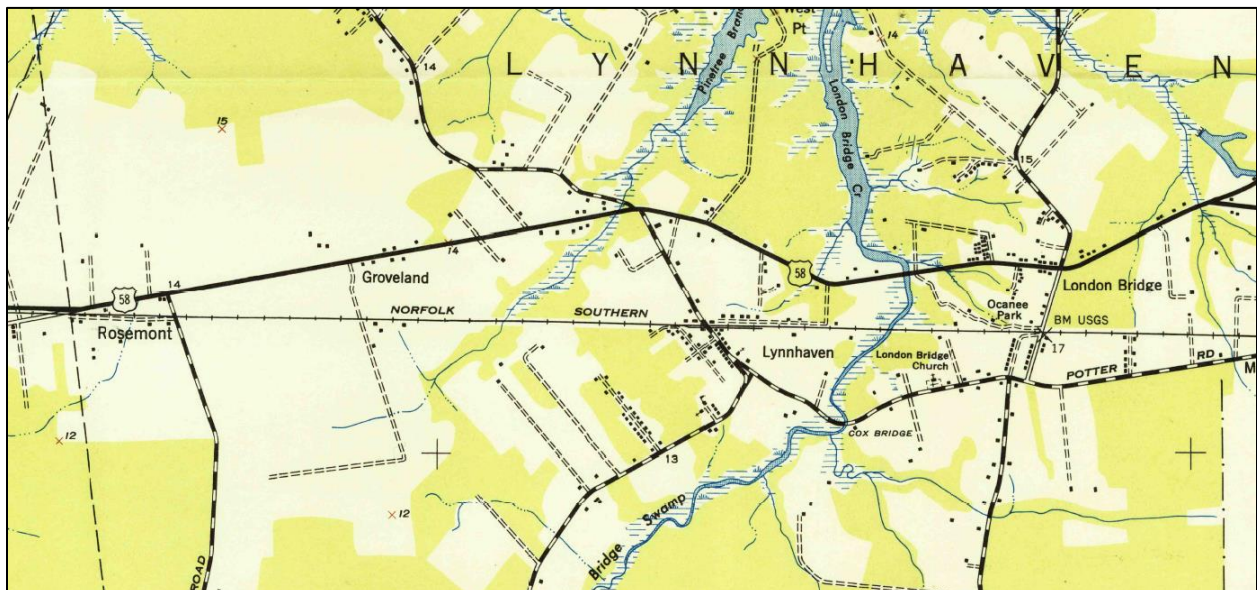 West
Pt
14
Pinetree Branch
14
L Y N N H A V E N
London Bridge Cr
15
15
14
58
Groveland
14
58
London Bridge
58
NORFOLK SOUTHERN
Ocanee
Park
BM USGS
Rosemont
17
Lynnhaven
London Bridge
Church
POTTER RD
M
12
COX BRIDGE
13
12
Bridge Swamp
ROAD